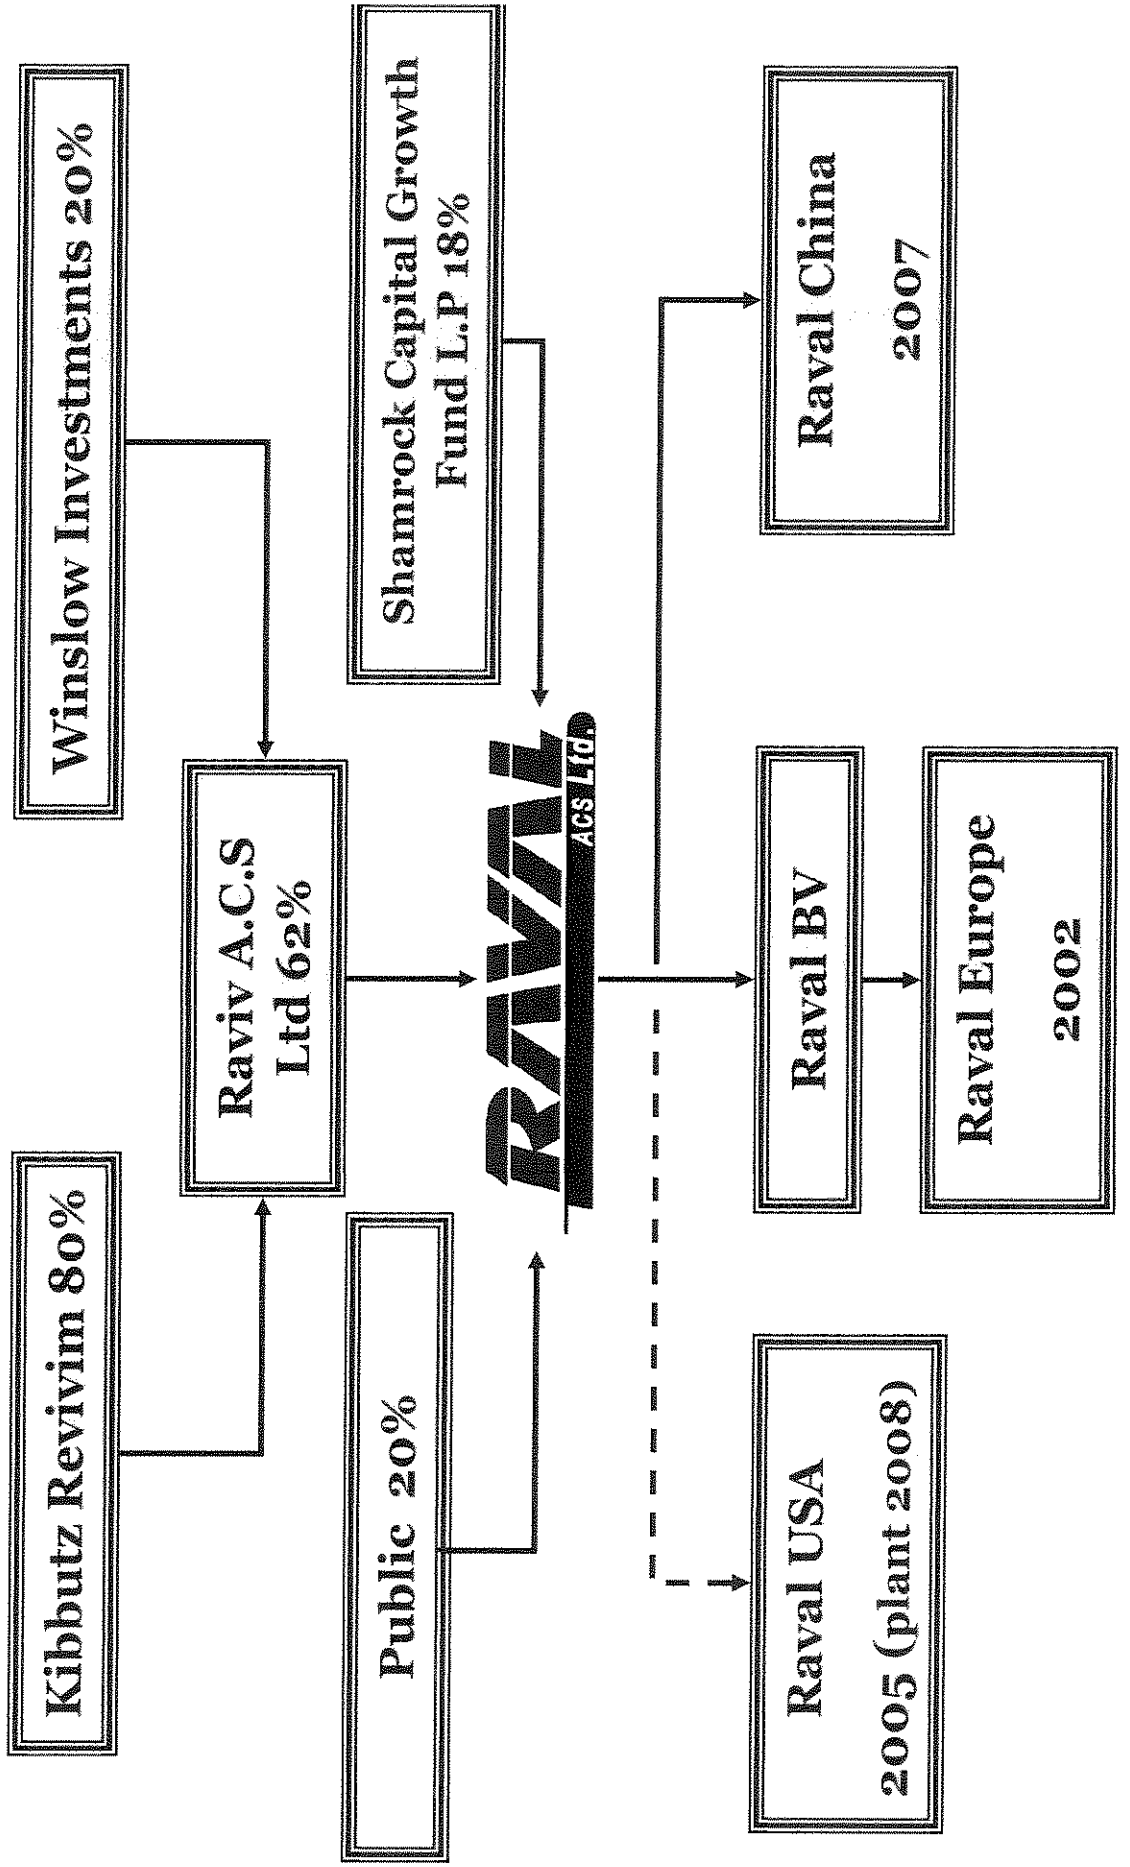 Kibbutz Revivim 80%
Winslow Investments 20%
Raviv A.C.S
Ltd 62%
Public 20%
Shamrock Capital Growth
Fund L.P 18%
RAVAL
ACS Ltd.
Raval USA
2005 (plant 2008)
Raval BV
Raval China
2007
Raval Europe
2002